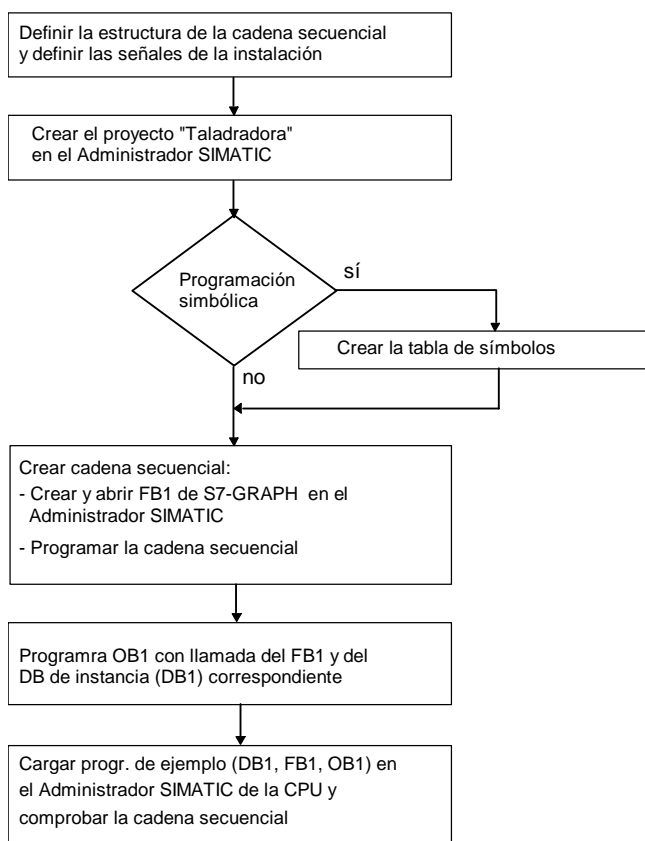 Definir la estructura de la cadena secuencial
y definir las señales de la instalación
Crear el proyecto "Taladradora"
en el Administrador SIMATIC
Programación
simbólica
sí
Crear la tabla de símbolos
no
Crear cadena secuencial:
- Crear y abrir FB1 de S7-GRAPH en el
Administrador SIMATIC
- Programar la cadena secuencial
Programra OB1 con llamada del FB1 y del
DB de instancia (DB1) correspondiente
Cargar progr. de ejemplo (DB1, FB1, OB1) en
el Administrador SIMATIC de la CPU y
comprobar la cadena secuencial